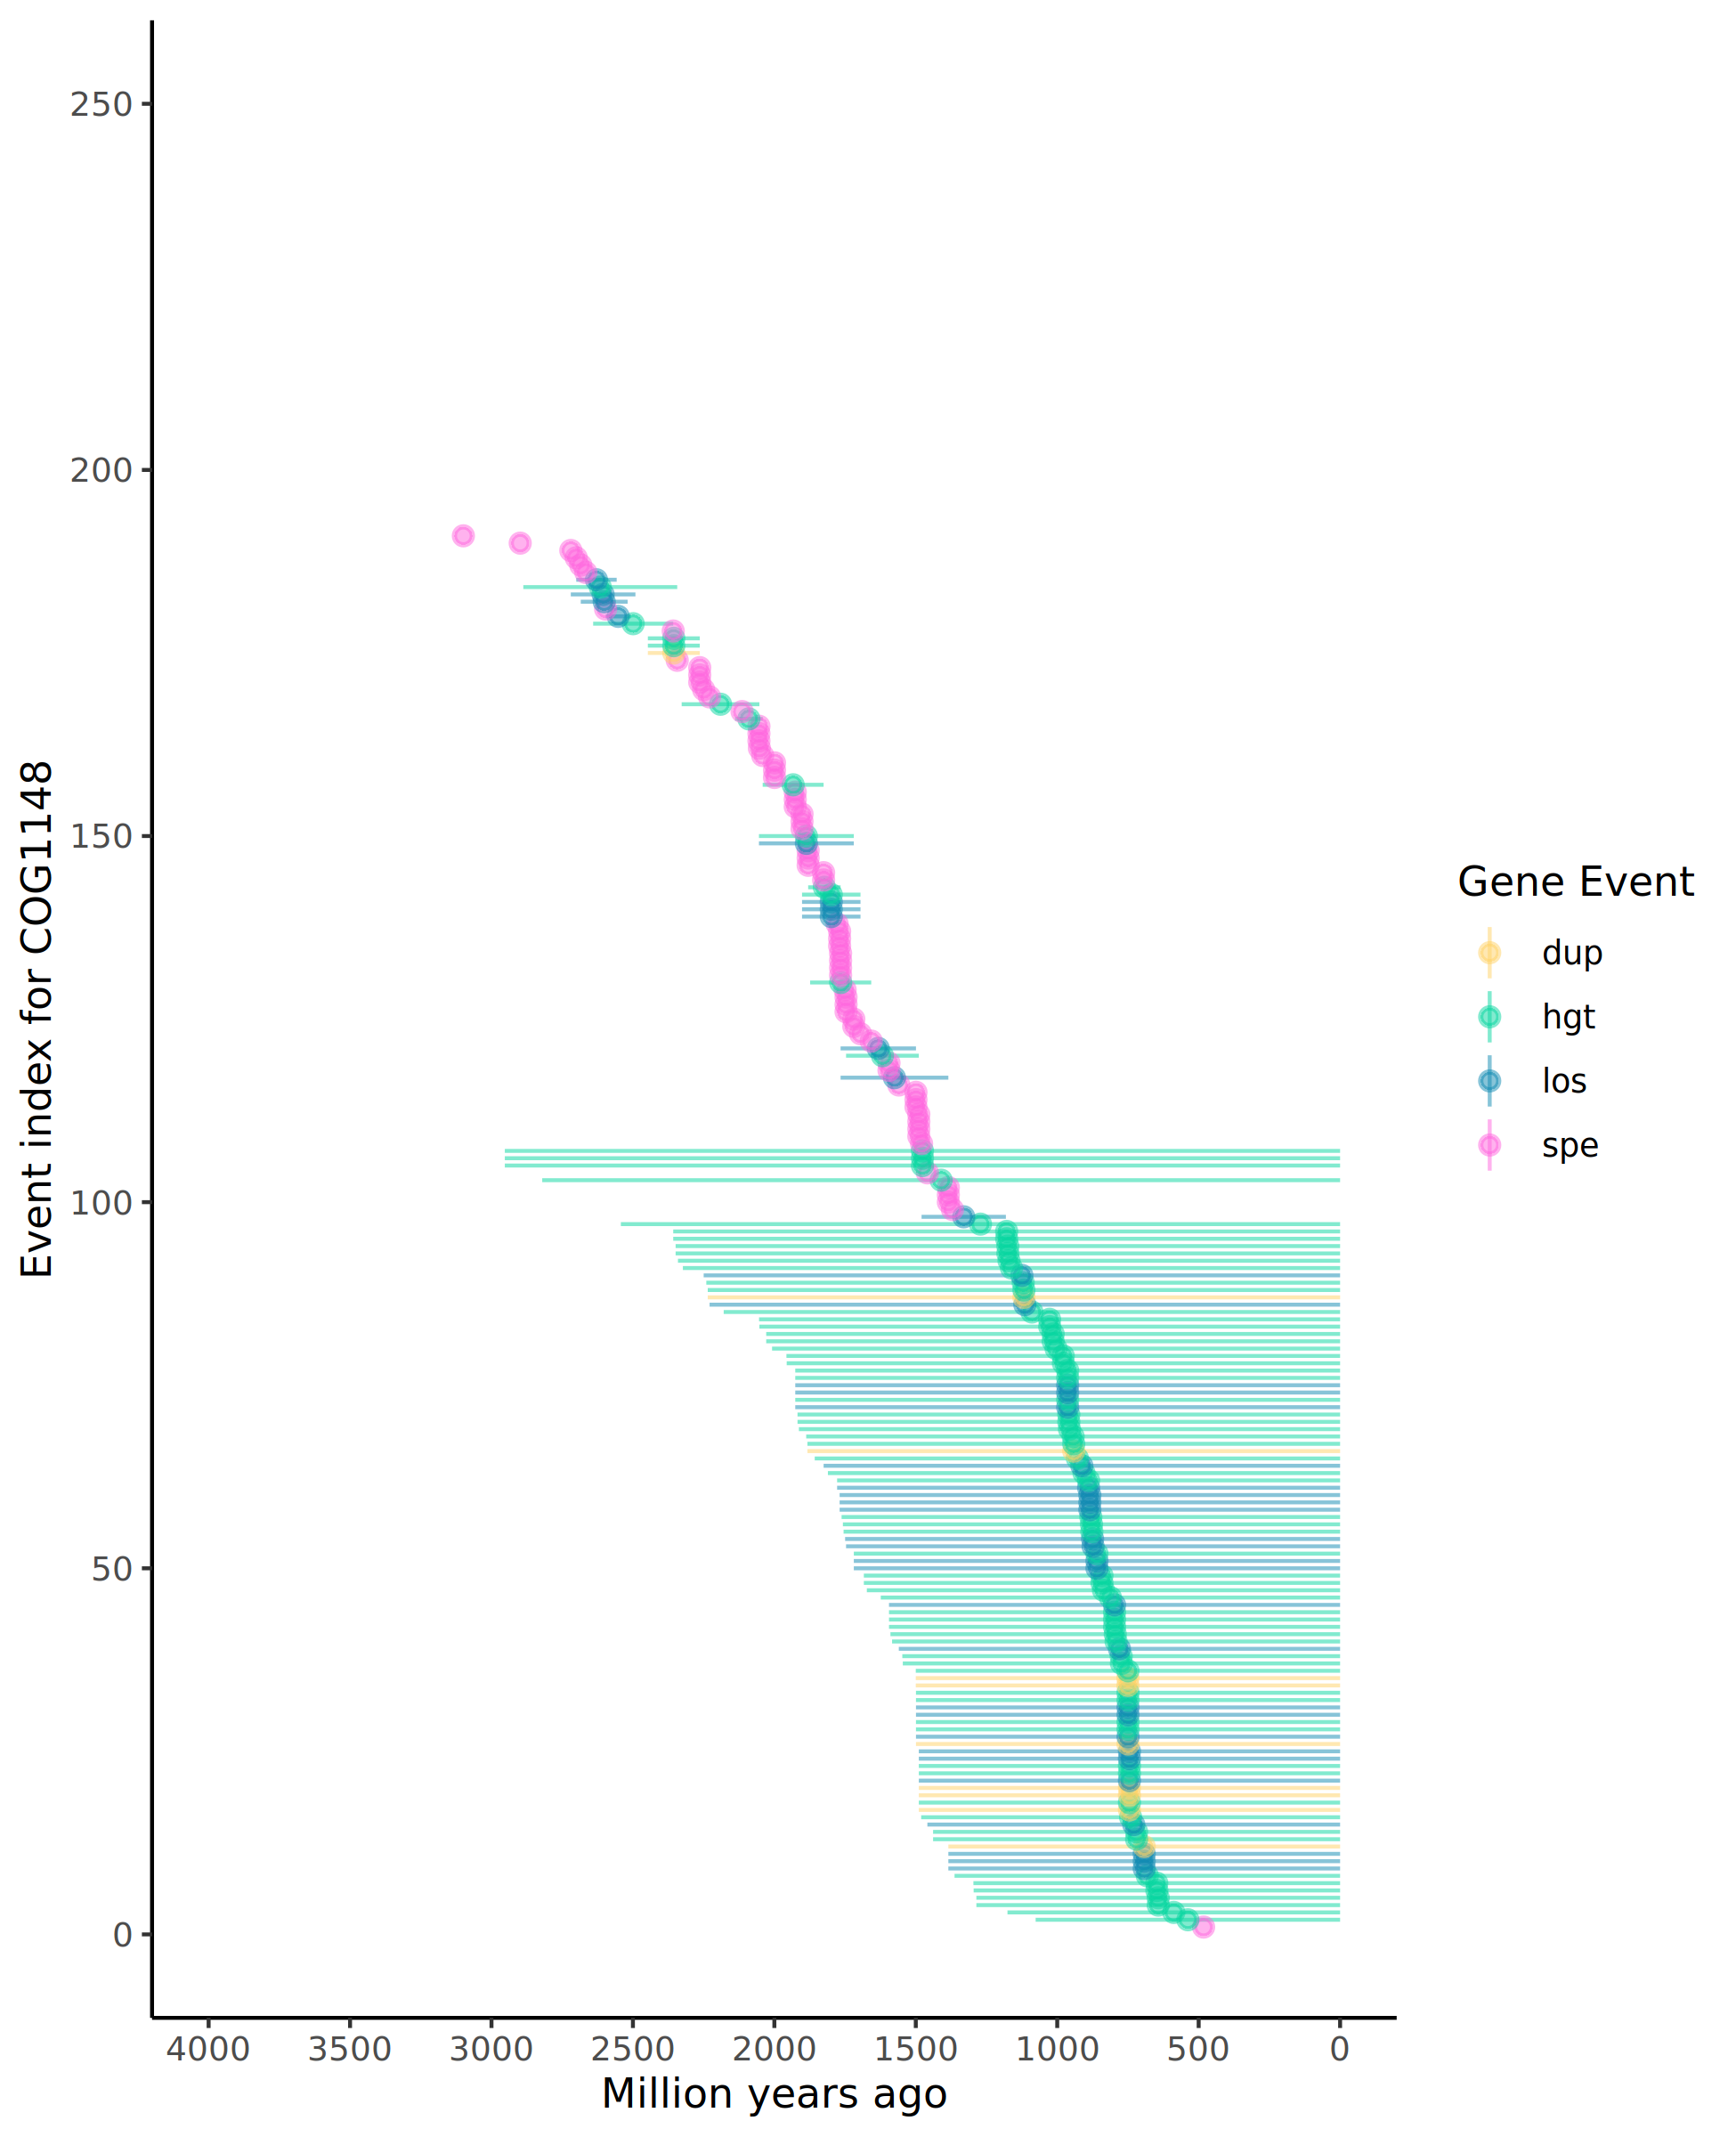 250
200
150
100
50
0
Event index for COG1148
4000 3500 3000 2500 2000 1500 1000 500 0
Million years ago
Gene Event
dup
hgt
los
spe